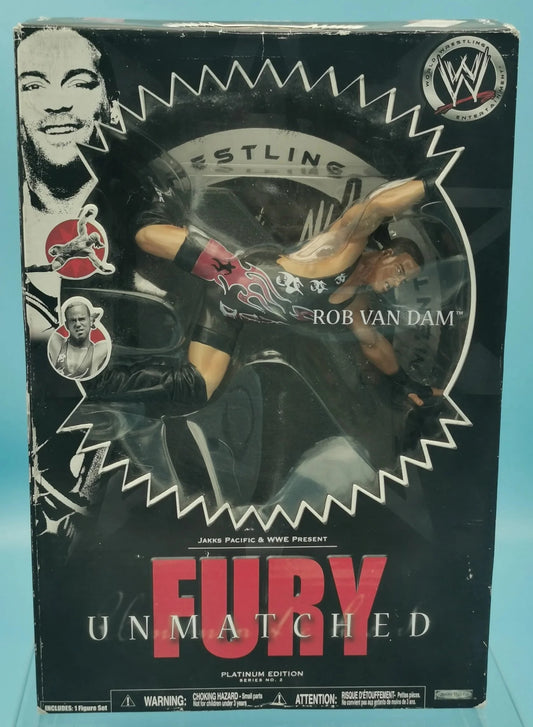 WORLD WRESTLING
ENTERTAINMENT
W
ESTLING
MENT
ROB VAN DAM™
JAKKS PACIFIC & WWE PRESENT
FURY
UNMATCHED
PLATINUM EDITION
SERIES NO. 2
INCLUDES: 1 Figure Set
WARNING: CHOKING HAZARD - Small parts
Not for children under 3 years.
ATTENTION: RISQUE D'ÉTOUFFEMENT- Petites pièces.
Ne convient pas aux enfants de moins de 3 ans.